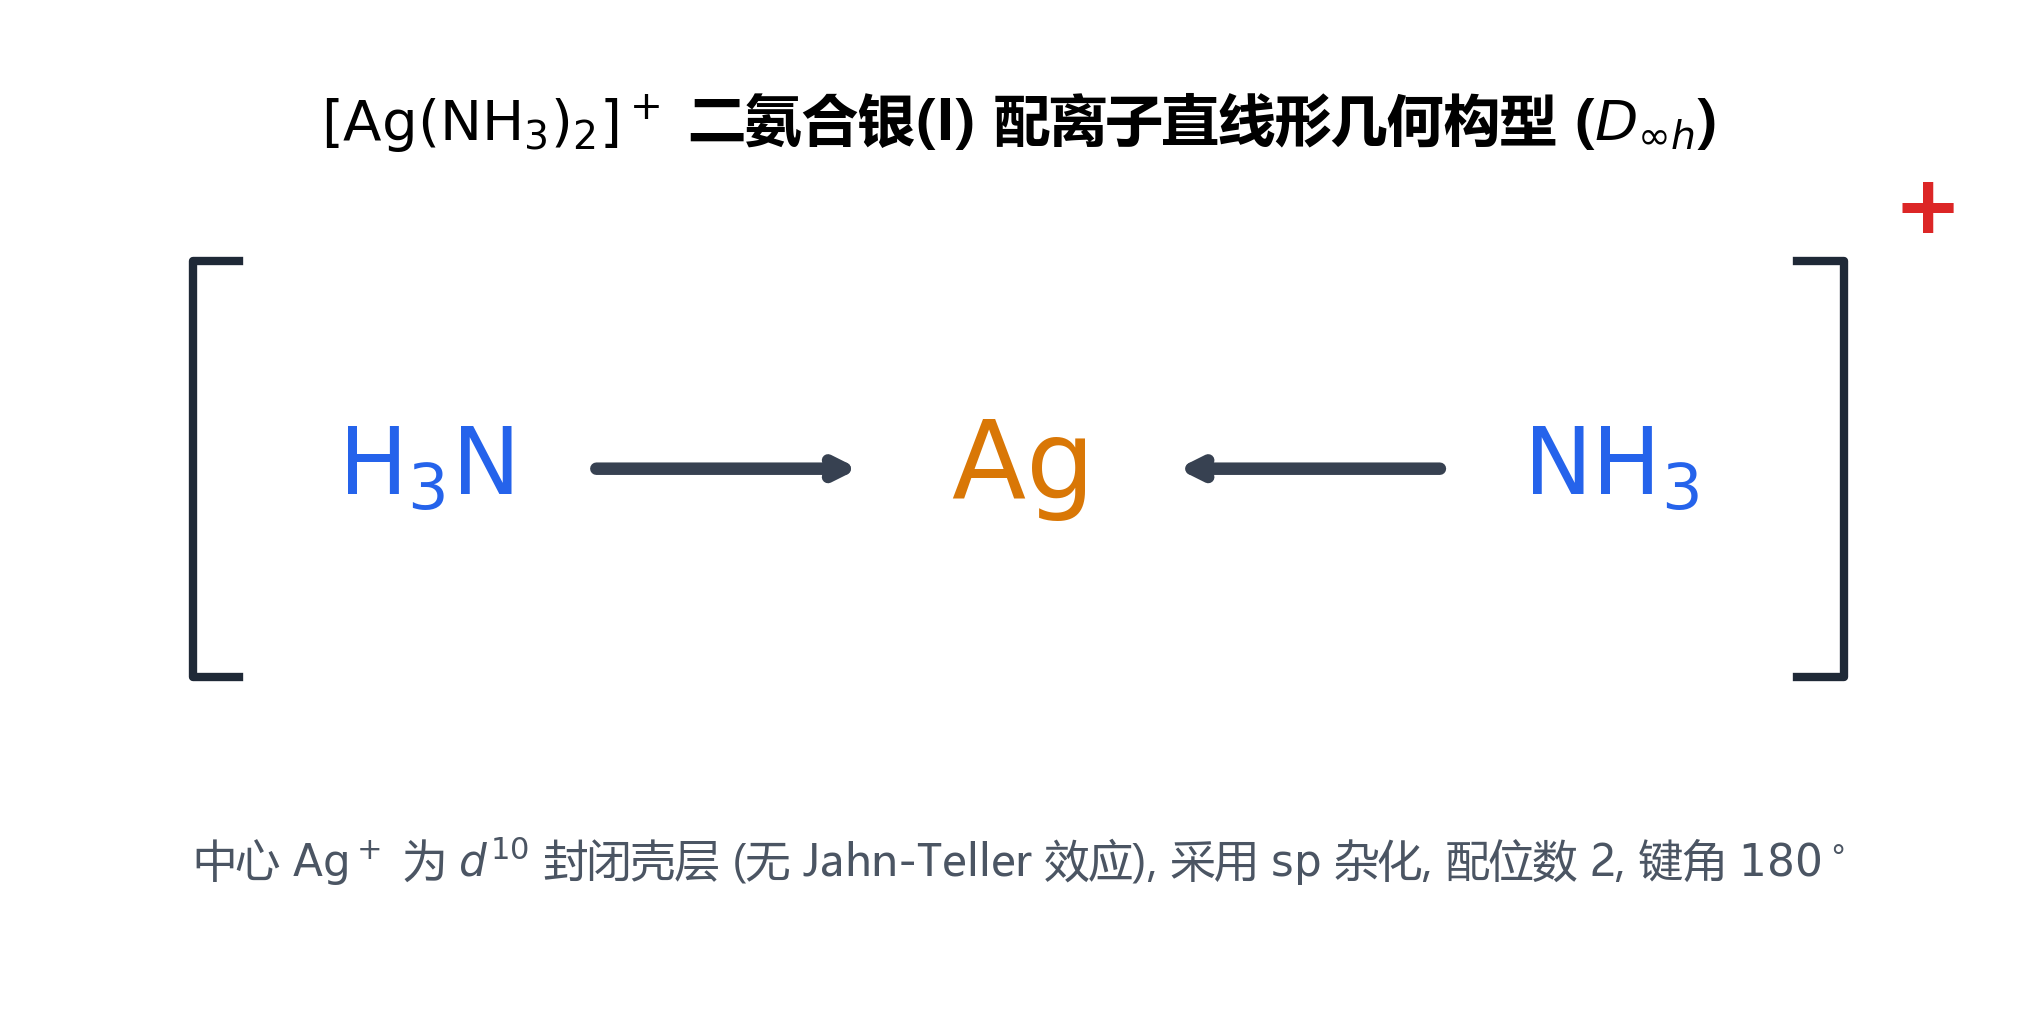 [Ag(NH₃)₂]⁺ 二氨合银(I) 配离子直线形几何构型 (D∞h)
+
H₃N Ag NH₃
中心 Ag⁺ 为 d¹⁰ 封闭壳层 (无 Jahn-Teller 效应), 采用 sp 杂化, 配位数 2, 键角 180°